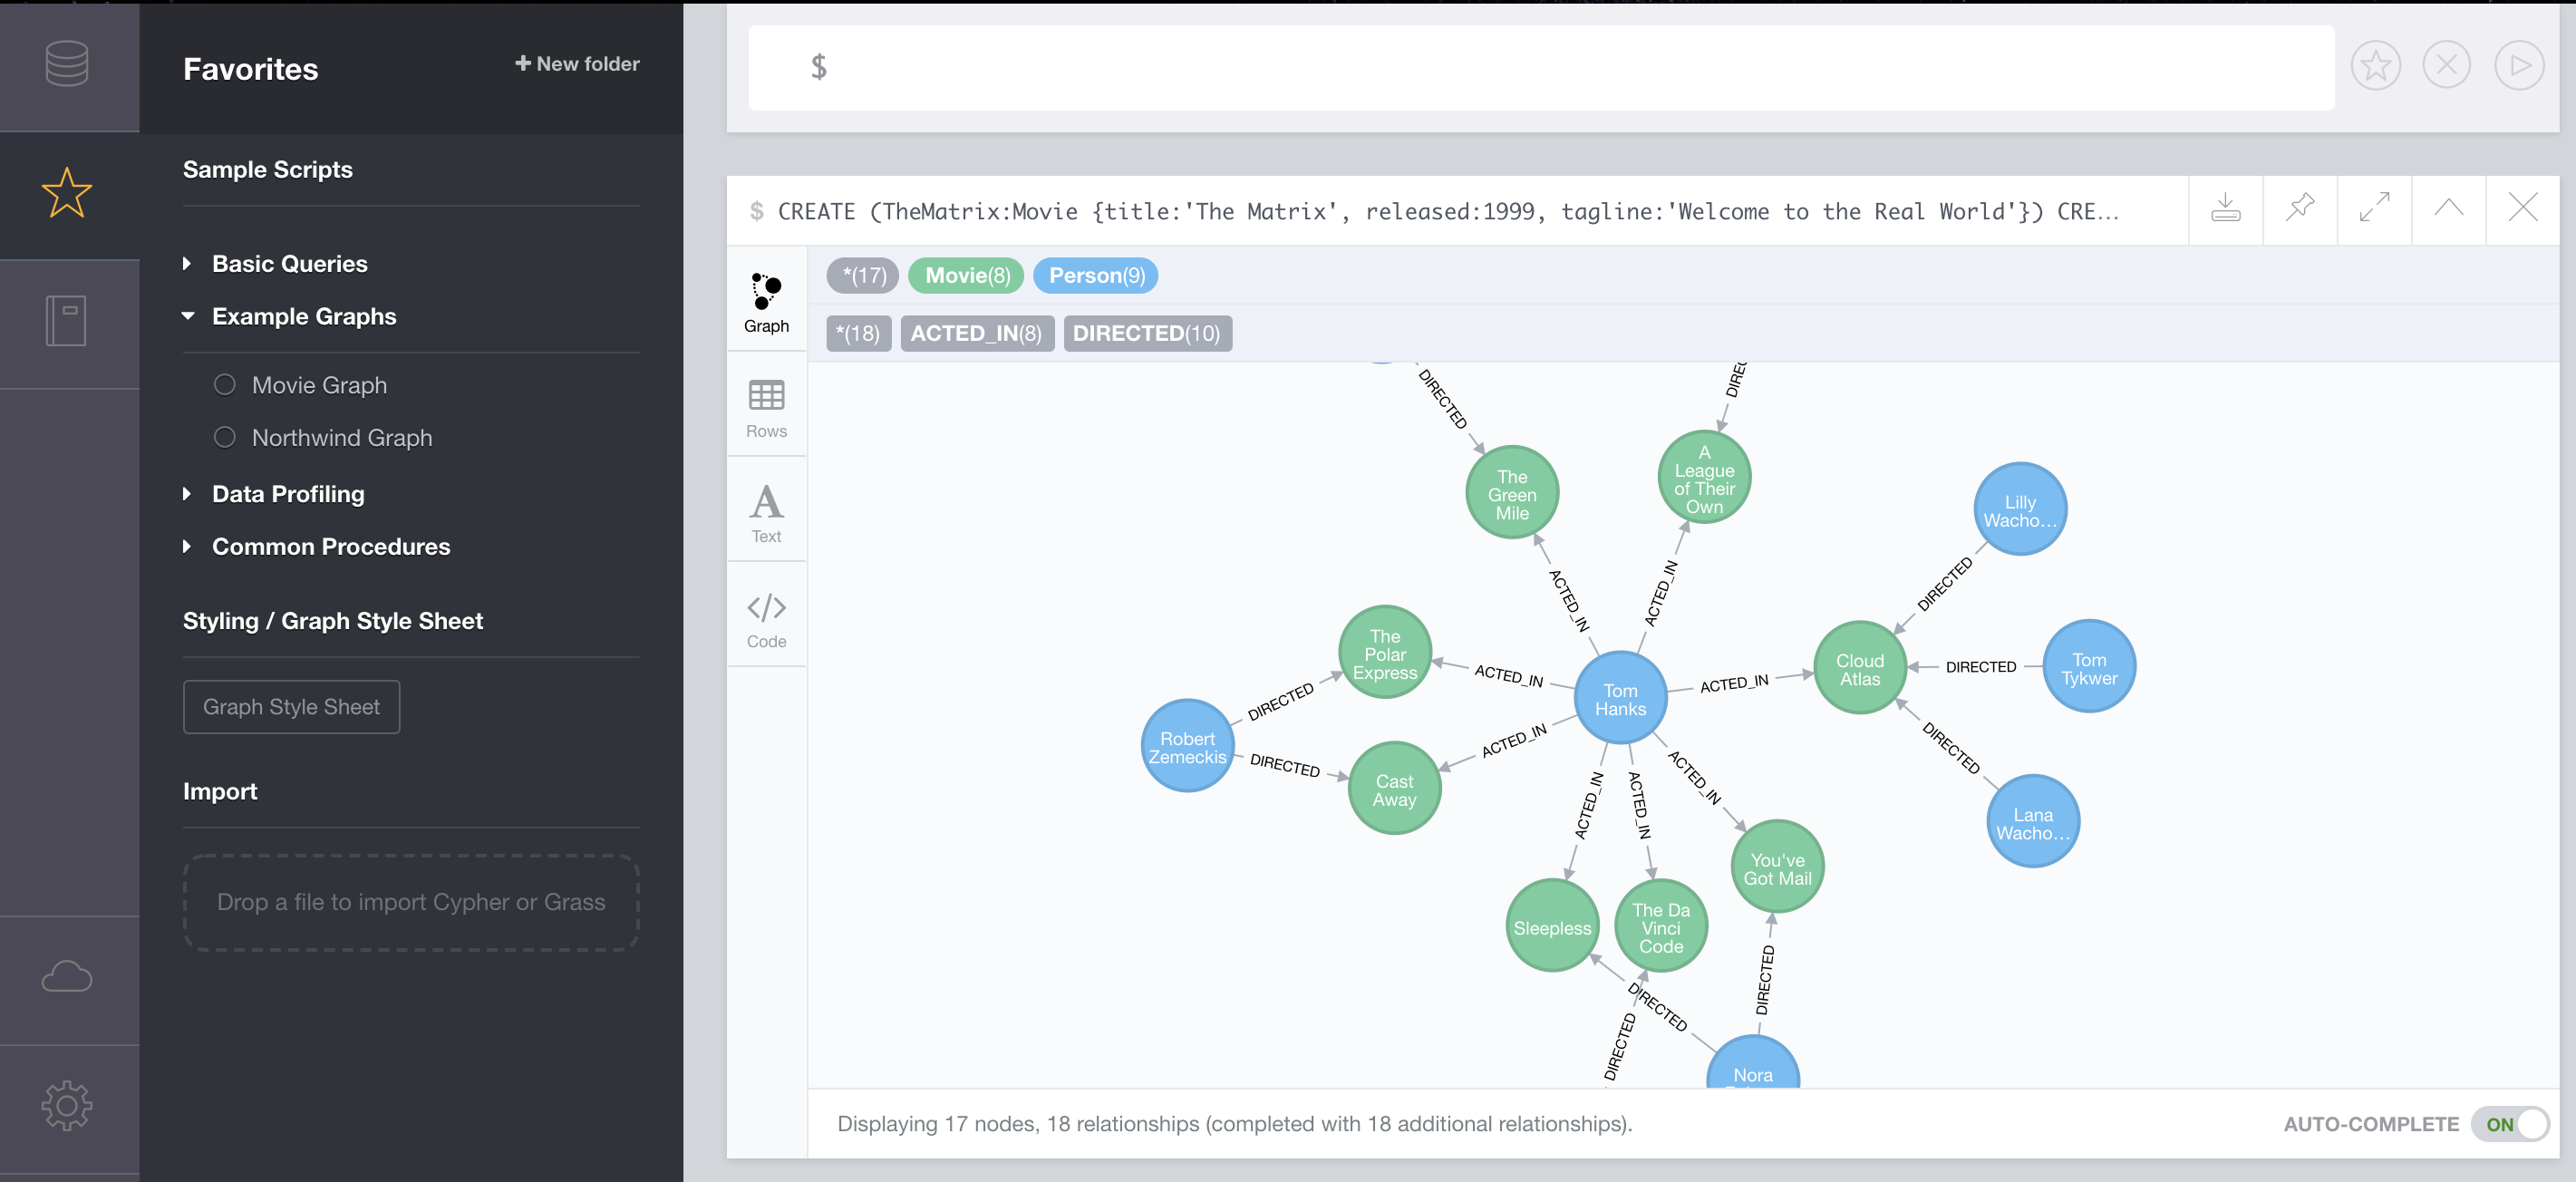 Favorites
+ New folder
Sample Scripts
Basic Queries
Example Graphs
Movie Graph
Northwind Graph
Data Profiling
Common Procedures
Styling / Graph Style Sheet
Graph Style Sheet
Import
Drop a file to import Cypher or Grass
$
$ CREATE (TheMatrix:Movie {title:'The Matrix', released:1999, tagline:'Welcome to the Real World'}) CRE...
Graph
Rows
A
Text
</>
Code
*(17) Movie(8) Person(9)
*(18) ACTED_IN(8) DIRECTED(10)
DIRECTED
DIREC
The
Green
Mile
A
League
of Their
Own
Lilly
Wacho...
ACTED_IN
ACTED_IN
DIRECTED
The
Polar
Express
ACTED_IN
Tom
Hanks
ACTED_IN
Cloud
Atlas
DIRECTED
Tom
Tykwer
DIRECTED
Robert
Zemeckis
DIRECTED
Cast
Away
ACTED_IN
ACTED_IN
ACTED_IN
ACTED_IN
DIRECTED
Lana
Wacho...
You've
Got Mail
Sleepless
The Da
Vinci
Code
DIRECTED
DIRECTED
DIRECTED
Nora
Displaying 17 nodes, 18 relationships (completed with 18 additional relationships).
AUTO-COMPLETE ON